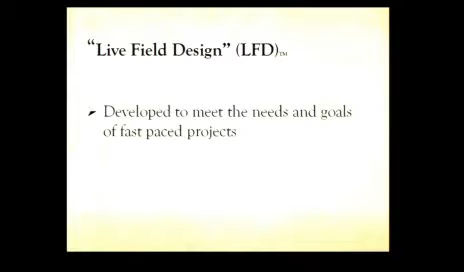 “Live Field Design” (LFD)™
Developed to meet the needs and goals
of fast paced projects